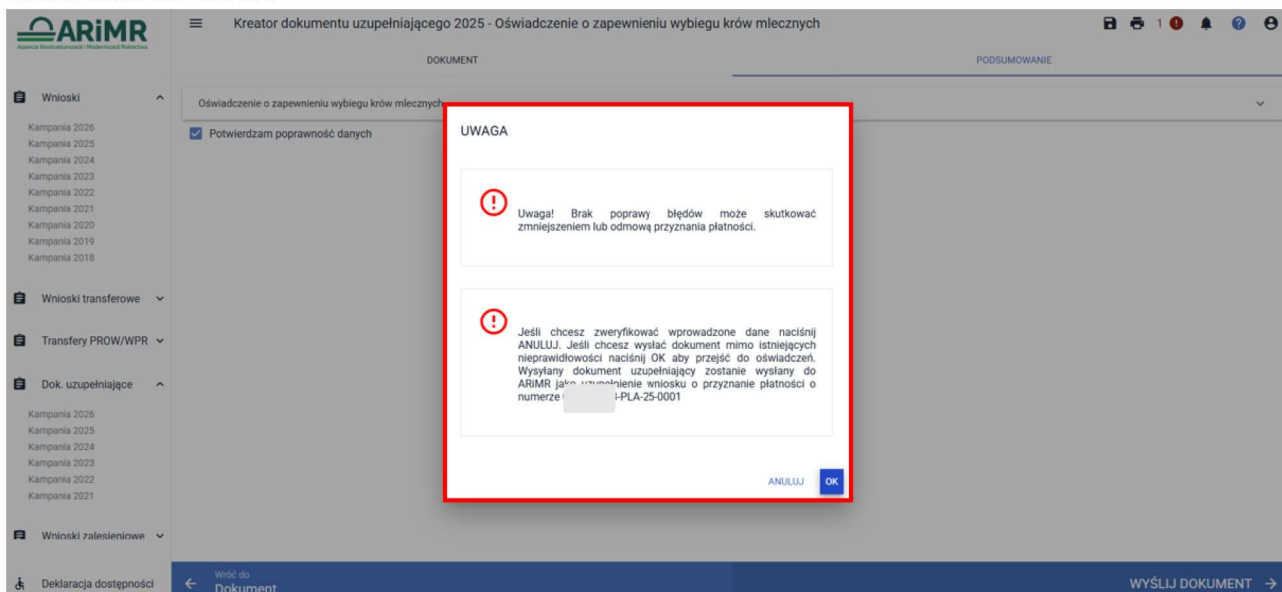 ARiMR
Agencja Restrukturyzacji i Modernizacji Rolnictwa
Kreator dokumentu uzupełniającego 2025 - Oświadczenie o zapewnieniu wybiegu krów mlecznych
1
DOKUMENT
PODSUMOWANIE
Wnioski
Kampania 2026
Kampania 2025
Kampania 2024
Kampania 2023
Kampania 2022
Kampania 2021
Kampania 2020
Kampania 2019
Kampania 2018
Wnioski transferowe
Transfery PROW/WPR
Dok. uzupełniające
Kampania 2026
Kampania 2025
Kampania 2024
Kampania 2023
Kampania 2022
Kampania 2021
Wnioski zalesieniowe
Deklaracja dostępności
Oświadczenie o zapewnieniu wybiegu krów mlecznych
Potwierdzam poprawność danych
UWAGA
Uwaga! Brak poprawy błędów może skutkować
zmniejszeniem lub odmową przyznania płatności.
Jeśli chcesz zweryfikować wprowadzone dane naciśnij
ANULUJ. Jeśli chcesz wysłać dokument mimo istniejących
nieprawidłowości naciśnij OK aby przejść do oświadczeń.
Wysyłany dokument uzupełniający zostanie wysłany do
ARiMR jako uzupełnienie wniosku o przyznanie płatności o
numerze -PLA-25-0001
ANULUJ
OK
Wróć do
Dokument
WYŚLIJ DOKUMENT